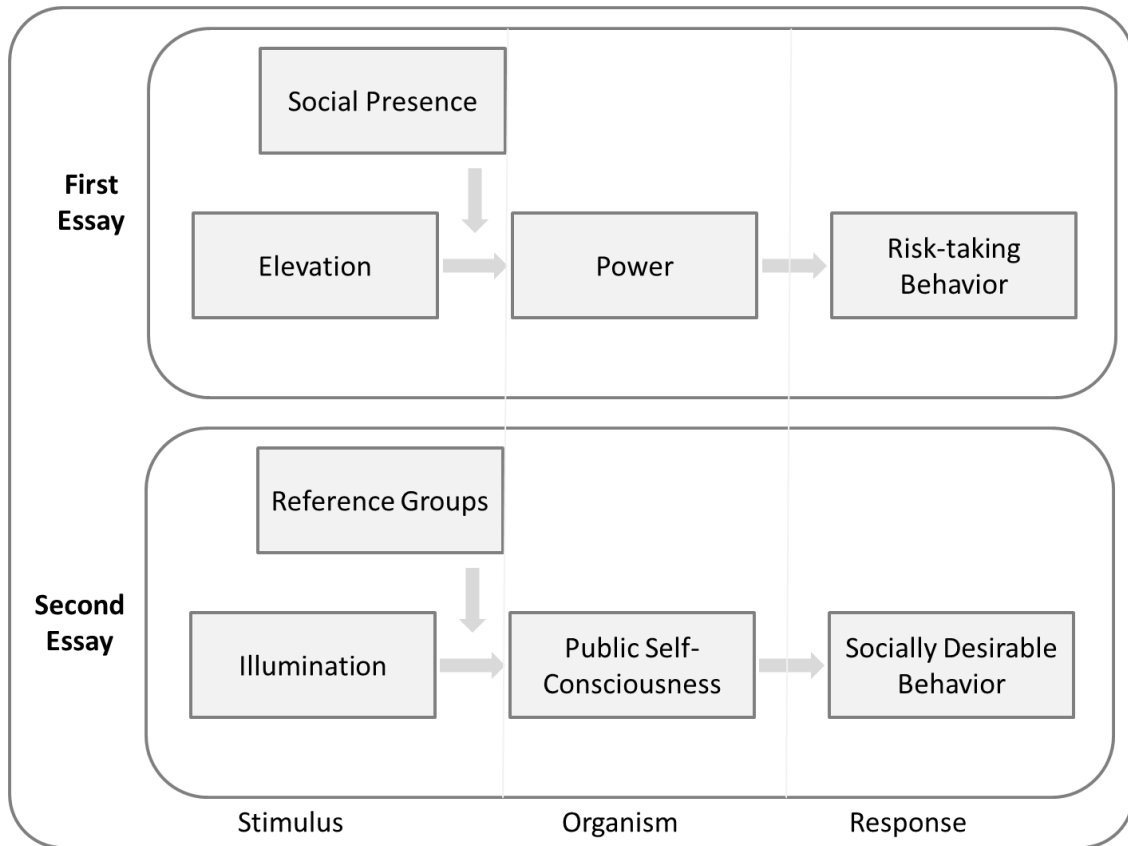 Social Presence
First
Essay
Elevation
Power
Risk-taking
Behavior
Reference Groups
Second
Essay
Illumination
Public Self-
Consciousness
Socially Desirable
Behavior
Stimulus
Organism
Response